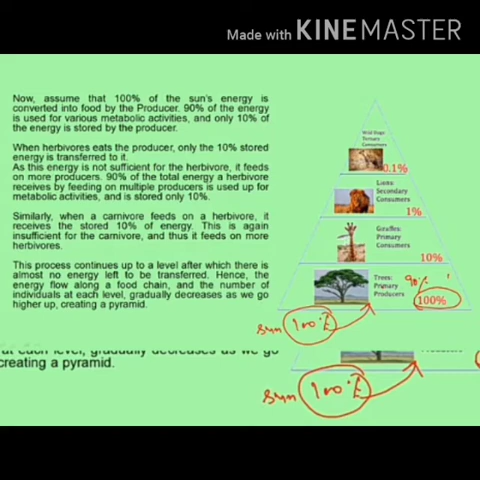 Made with KINEMASTER
Now, assume that 100% of the sun's energy is
converted into food by the Producer. 90% of the energy
is used for various metabolic activities, and only 10% of
the energy is stored by the producer.
When herbivores eats the producer, only the 10% stored
energy is transferred to it.
As this energy is not sufficient for the herbivore, it feeds
on more producers. 90% of the total energy a herbivore
receives by feeding on multiple producers is used up for
metabolic activities, and is stored only 10%.
Similarly, when a carnivore feeds on a herbivore, it
receives the stored 10% of energy. This is again
insufficient for the carnivore, and thus it feeds on more
herbivores.
This process continues up to a level after which there is
almost no energy left to be transferred. Hence, the
energy flow along a food chain, and the number of
individuals at each level, gradually decreases as we go
higher up, creating a pyramid.
Wild Dogs
Tertiary
Consumers
0.1%
Lions
Secondary
Consumers
1%
Giraffes
Primary
Consumers
10%
Trees:
Primary
Producers
90%
100%
sun 100% E
at each level, gradually decreases as we go
creating a pyramid.
sun 100% E